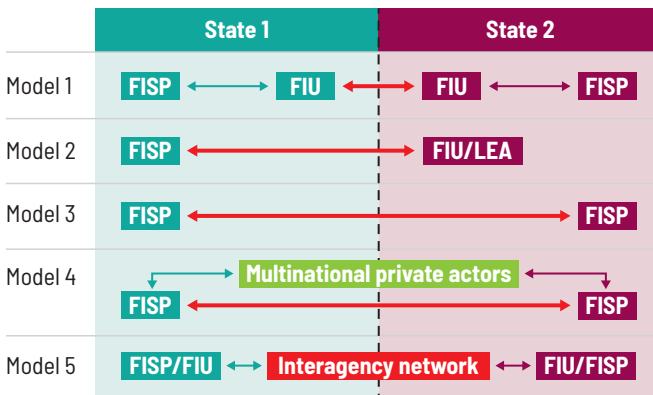 State 1 State 2
Model 1 FISP FIU FIU FISP
Model 2 FISP FIU/LEA
Model 3 FISP FISP
Model 4 Multinational private actors
FISP FISP
Model 5 FISP/FIU Interagency network FIU/FISP